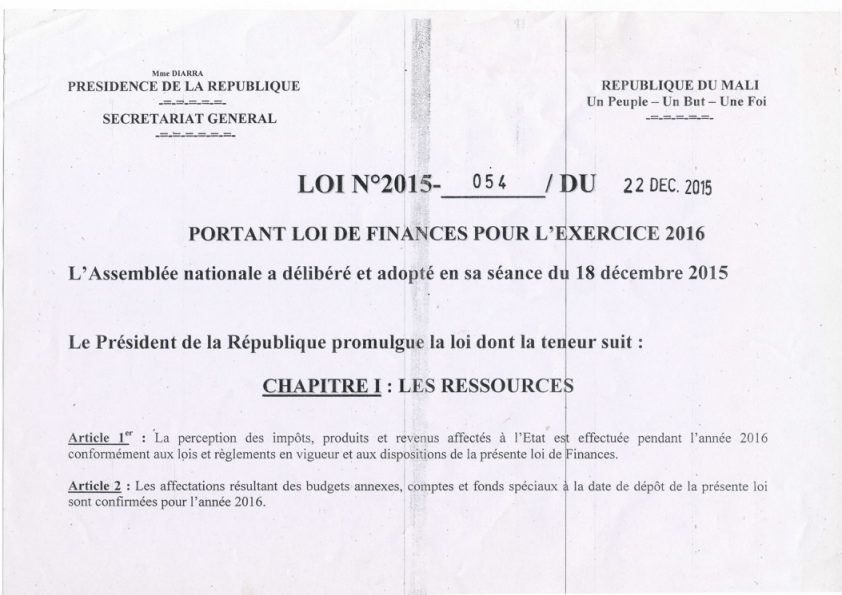 Mme DIARRA
PRESIDENCE DE LA REPUBLIQUE
-=-=-=-=-=-
SECRETARIAT GENERAL
-=-=-=-=-=-=-
REPUBLIQUE DU MALI
Un Peuple – Un But – Une Foi
-=-=-=-=-=-
LOI N°2015- 054 / DU 22 DEC. 2015
PORTANT LOI DE FINANCES POUR L'EXERCICE 2016
L'Assemblée nationale a délibéré et adopté en sa séance du 18 décembre 2015
Le Président de la République promulgue la loi dont la teneur suit :
CHAPITRE I : LES RESSOURCES
Article 1er : La perception des impôts, produits et revenus affectés à l'Etat est effectuée pendant l'année 2016
conformément aux lois et règlements en vigueur et aux dispositions de la présente loi de Finances.
Article 2 : Les affectations résultant des budgets annexes, comptes et fonds spéciaux à la date de dépôt de la présente loi
sont confirmées pour l'année 2016.